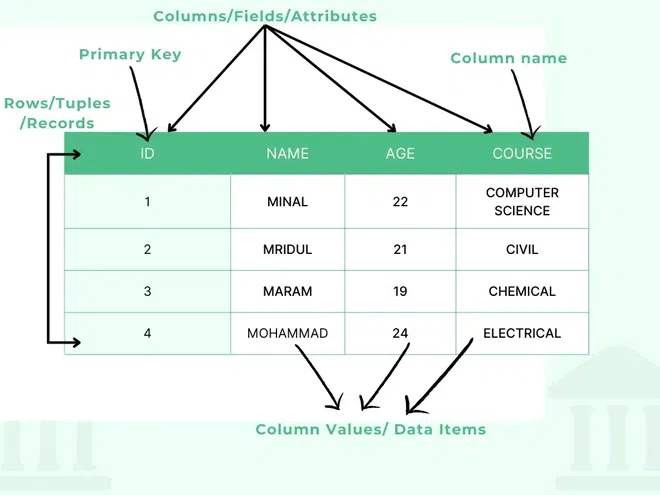 Columns/Fields/Attributes
Primary Key
Column name
Rows/Tuples
/Records
ID NAME AGE COURSE
1 MINAL 22 COMPUTER
SCIENCE
2 MRIDUL 21 CIVIL
3 MARAM 19 CHEMICAL
4 MOHAMMAD 24 ELECTRICAL
Column Values/ Data Items